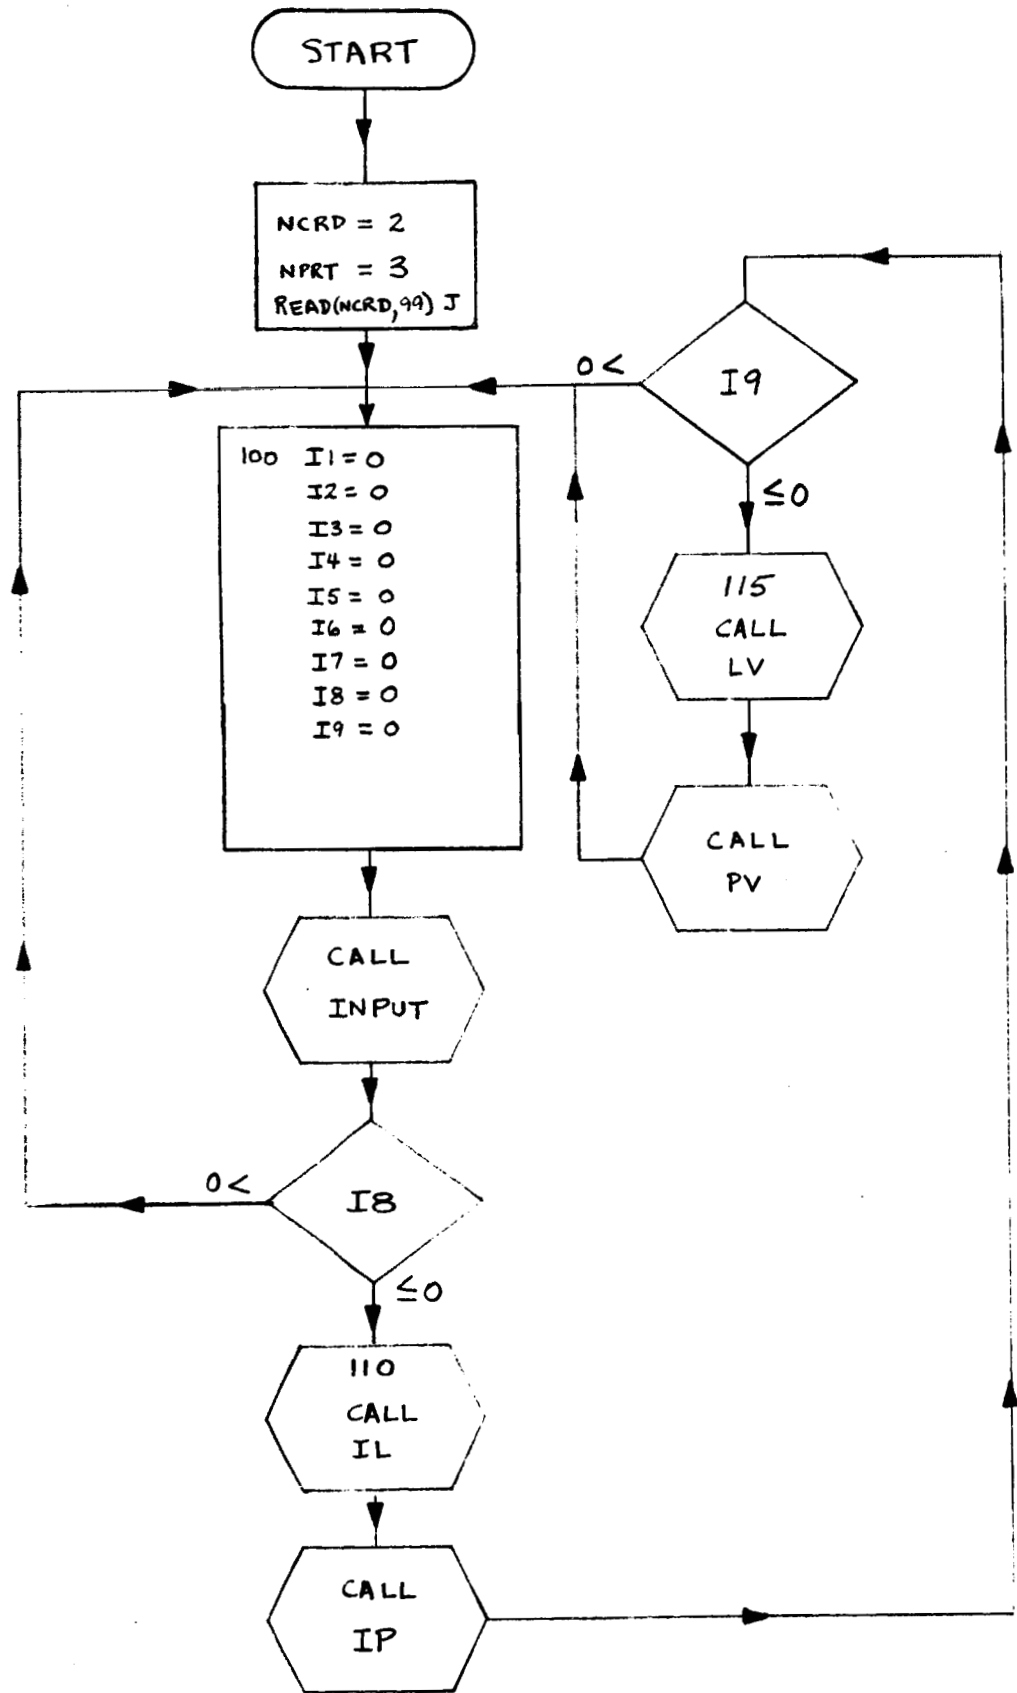 START
NCRD = 2
NPRT = 3
READ(NCRD,99) J
100 I1 = 0
I2 = 0
I3 = 0
I4 = 0
I5 = 0
I6 = 0
I7 = 0
I8 = 0
I9 = 0
CALL
INPUT
0<
I8
≤0
110
CALL
IL
CALL
IP
0<
I9
≤0
115
CALL
LV
CALL
PV